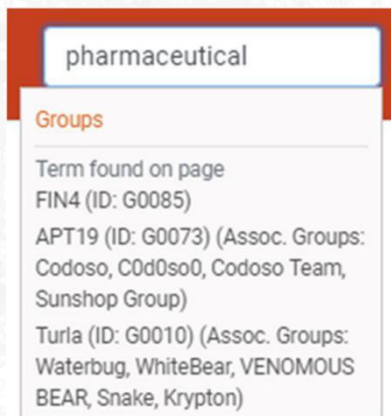 pharmaceutical
Groups
Term found on page
FIN4 (ID: G0085)
APT19 (ID: G0073) (Assoc. Groups:
Codoso, C0d0so0, Codoso Team,
Sunshop Group)
Turla (ID: G0010) (Assoc. Groups:
Waterbug, WhiteBear, VENOMOUS
BEAR, Snake, Krypton)